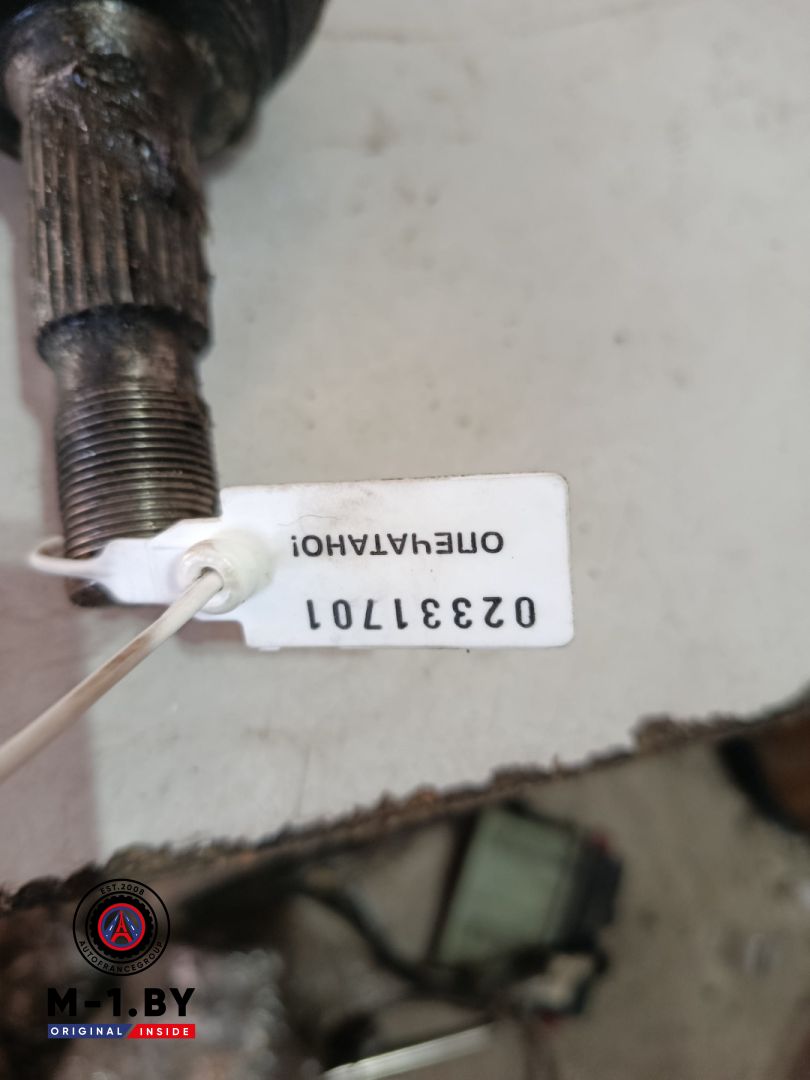 ОПЕЧАТАНО!
02331701
EST.2008
AUTOFRANCEGROUP
M-1.BY
ORIGINAL INSIDE